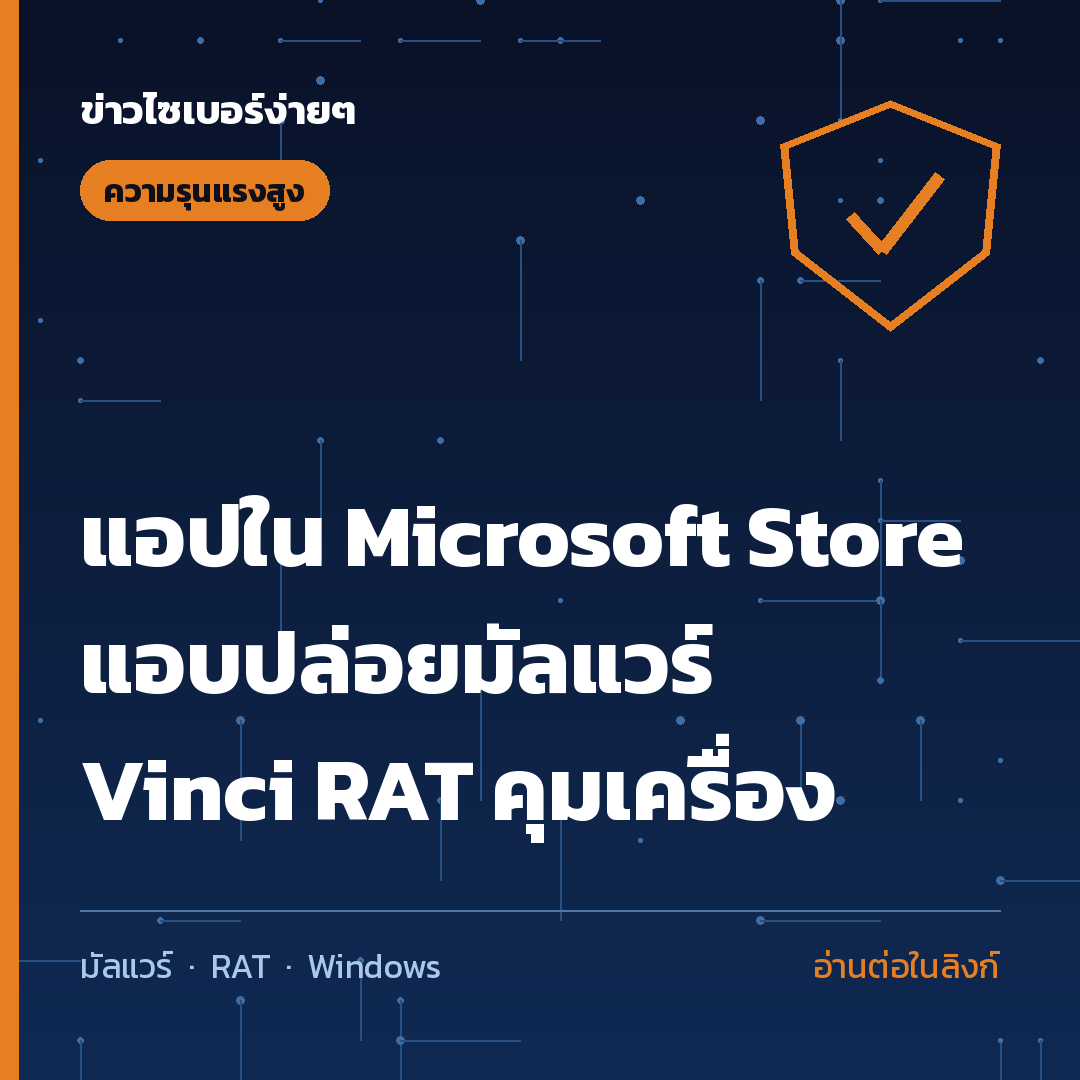 ข่าวไซเบอร์ง่ายๆ
ความรุนแรงสูง
แอปใน Microsoft Store
แอบปล่อยมัลแวร์
Vinci RAT คุมเครื่อง
มัลแวร์ · RAT · Windows
อ่านต่อในลิงก์